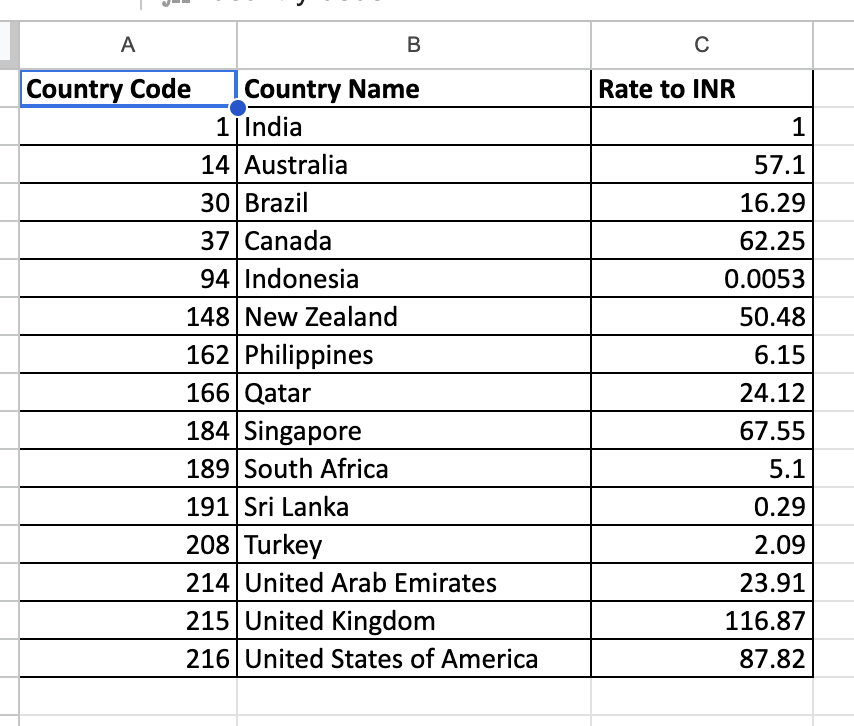 A B C
Country Code Country Name Rate to INR
1 India 1
14 Australia 57.1
30 Brazil 16.29
37 Canada 62.25
94 Indonesia 0.0053
148 New Zealand 50.48
162 Philippines 6.15
166 Qatar 24.12
184 Singapore 67.55
189 South Africa 5.1
191 Sri Lanka 0.29
208 Turkey 2.09
214 United Arab Emirates 23.91
215 United Kingdom 116.87
216 United States of America 87.82